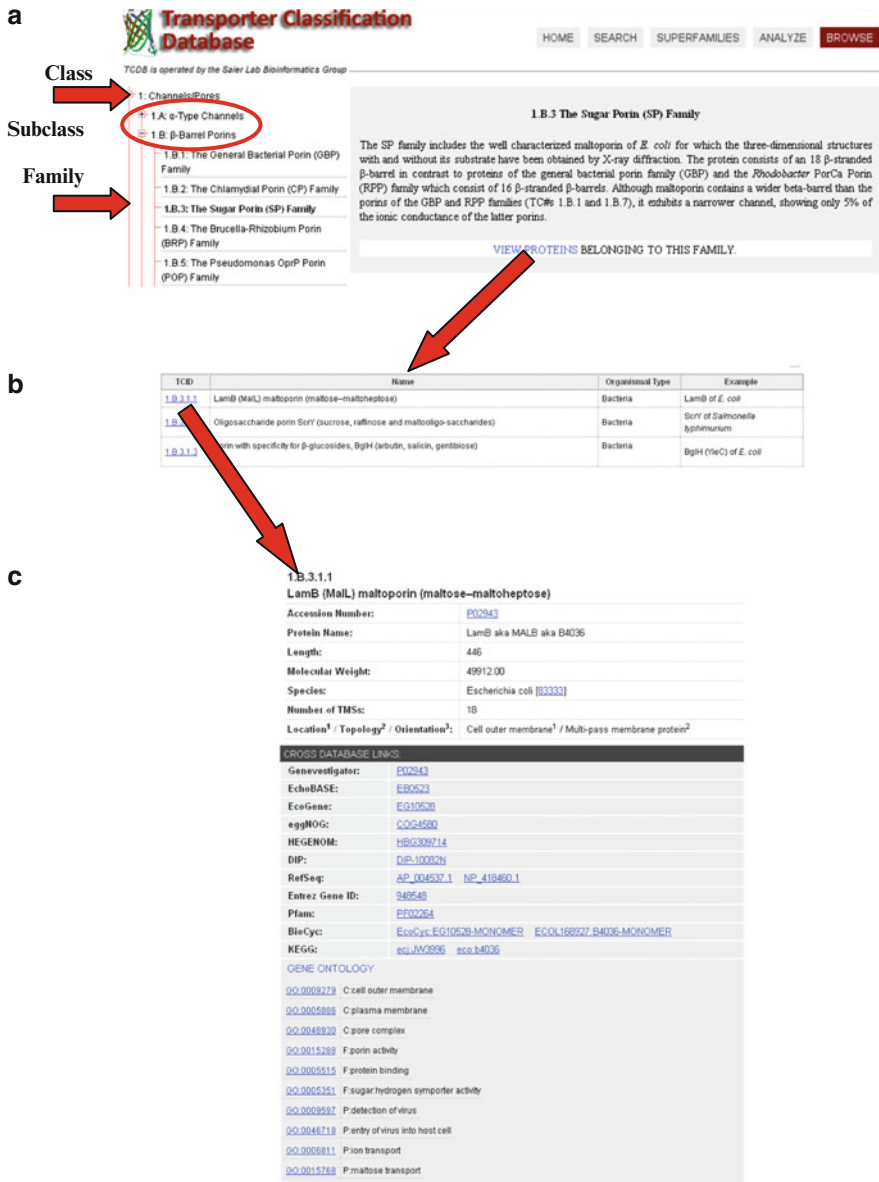 a
Transporter Classification
Database
HOME SEARCH SUPERFAMILIES ANALYZE BROWSE
TCDB is operated by the Saier Lab Bioinformatics Group
Class
1: Channels/Pores
Subclass
1.A: α-Type Channels
1.B: β-Barrel Porins
Family
1.B.1: The General Bacterial Porin (GBP)
Family
1.B.2: The Chlamydial Porin (CP) Family
1.B.3: The Sugar Porin (SP) Family
1.B.4: The Brucella-Rhizobium Porin
(BRP) Family
1.B.5: The Pseudomonas OprP Porin
(POP) Family
1.B.3 The Sugar Porin (SP) Family
The SP family includes the well characterized maltoporin of E. coli for which the three-dimensional structures
with and without its substrate have been obtained by X-ray diffraction. The protein consists of an 18 β-stranded
β-barrel in contrast to proteins of the general bacterial porin family (GBP) and the Rhodobacter PorCa Porin
(RPP) family which consist of 16 β-stranded β-barrels. Although maltoporin contains a wider beta-barrel than the
porins of the GBP and RPP families (TC#s 1.B.1 and 1.B.7), it exhibits a narrower channel, showing only 5% of
the ionic conductance of the latter porins.
VIEW PROTEINS BELONGING TO THIS FAMILY.
b
TCID Name Organismal Type Example
1.B.3.1.1 LamB (MalL) maltoporin (maltose–maltoheptose) Bacteria LamB of E. coli
Oligosaccharide porin ScrY (sucrose, raffinose and maltooligo-saccharides) Bacteria ScrY of Salmonella
typhimurium
1.B.3.1.3 with specificity for β-glucosides, BglH (arbutin, salicin, gentibiose) Bacteria BglH (YieC) of E. coli
c
1.B.3.1.1
LamB (MalL) maltoporin (maltose–maltoheptose)
Accession Number: P02943
Protein Name: LamB aka MALB aka B4036
Length: 446
Molecular Weight: 49912.00
Species: Escherichia coli [83333]
Number of TMSs: 18
Location1 / Topology2 / Orientation3: Cell outer membrane1 / Multi-pass membrane protein2
CROSS DATABASE LINKS:
Genevestigator: P02943
EchoBASE: EB0523
EcoGene: EG10528
eggNOG: COG4580
HEGENOM: HBG309714
DIP: DIP-10082N
RefSeq: AP_004537.1 NP_418460.1
Entrez Gene ID: 948548
Pfam: PF02264
BioCyc: EcoCyc:EG10528-MONOMER ECOL168927:B4036-MONOMER
KEGG: ecj:JW3996 eco:b4036
GENE ONTOLOGY
GO:0009279 C:cell outer membrane
GO:0005886 C:plasma membrane
GO:0046930 C:pore complex
GO:0015288 F:porin activity
GO:0005515 F:protein binding
GO:0005351 F:sugar:hydrogen symporter activity
GO:0009597 P:detection of virus
GO:0046718 P:entry of virus into host cell
GO:0006811 P:ion transport
GO:0015768 P:maltose transport